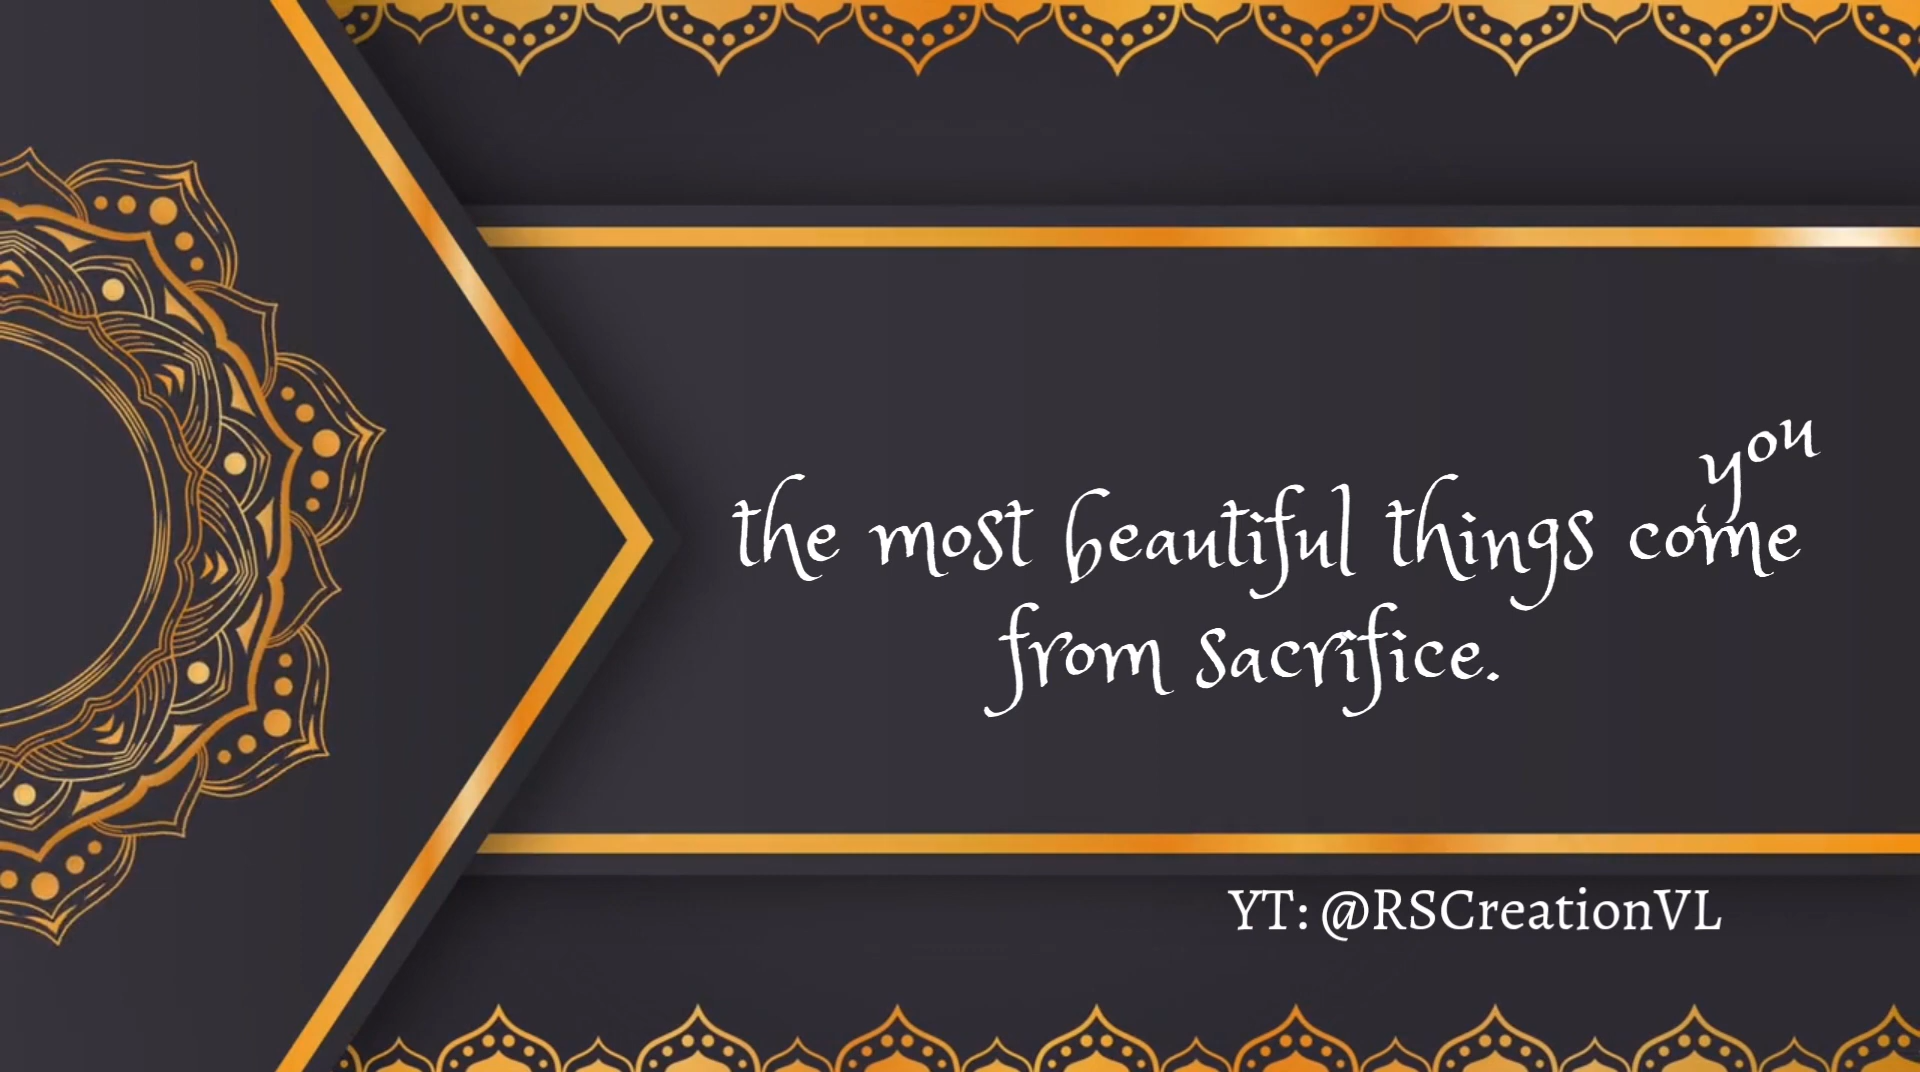 you
the most beautiful things come
from sacrifice.
YT: @RSCreationVL